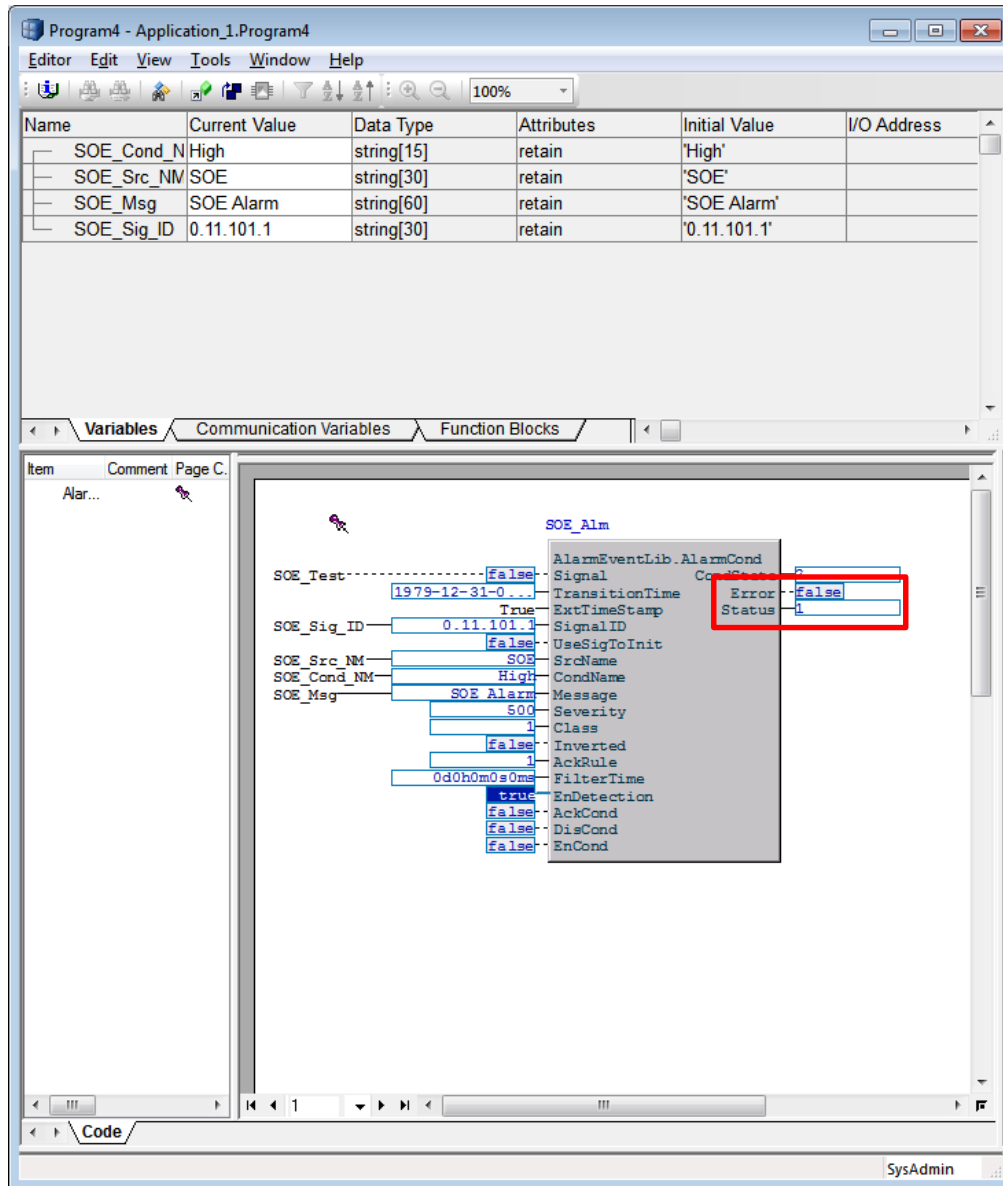 Program4 - Application_1.Program4
Editor Edit View Tools Window Help
100%
Name Current Value Data Type Attributes Initial Value I/O Address
SOE_Cond_N High string[15] retain 'High'
SOE_Src_NM SOE string[30] retain 'SOE'
SOE_Msg SOE Alarm string[60] retain 'SOE Alarm'
SOE_Sig_ID 0.11.101.1 string[30] retain '0.11.101.1'
Variables Communication Variables Function Blocks
Item Comment Page C.
Alar...
SOE_Alm
AlarmEventLib.AlarmCond
SOE_Test false Signal CondState
1979-12-31-0... TransitionTime Error false
True ExtTimeStamp Status 1
SOE_Sig_ID 0.11.101.1 SignalID
false UseSigToInit
SOE_Src_NM SOE SrcName
SOE_Cond_NM High CondName
SOE_Msg SOE Alarm Message
500 Severity
1 Class
false Inverted
1 AckRule
0d0h0m0s0ms FilterTime
true EnDetection
false AckCond
false DisCond
false EnCond
1
Code
SysAdmin